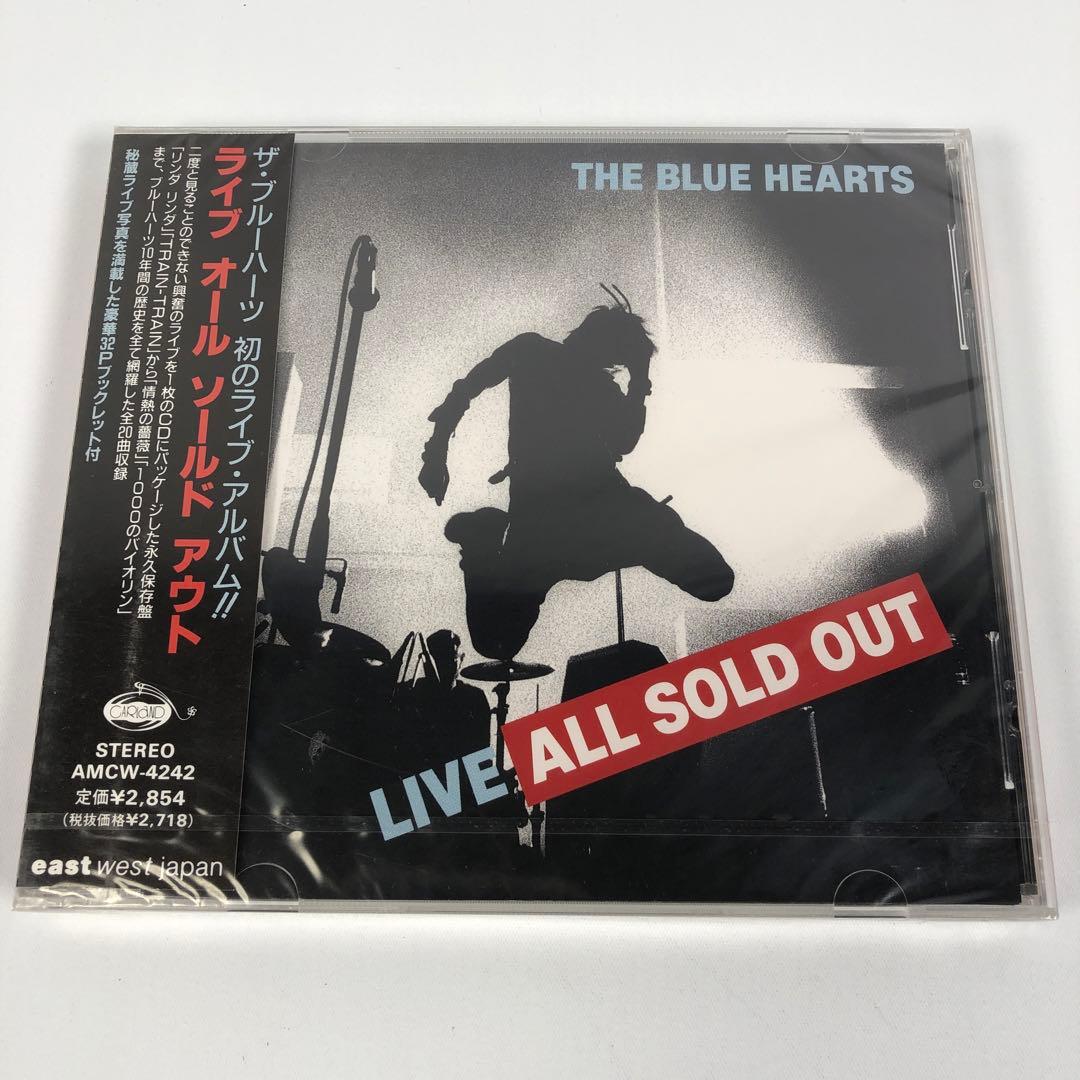 ザ・ブルーハーツ 初のライブ・アルバム!!
ライブ オール ソールド アウト
二度と見ることのできない興奮のライブを一枚のCDにパッケージした永久保存盤
「リンダ リンダ」「TRAIN-TRAIN」から「情熱の薔薇」「1000のバイオリン」
まで、ブルーハーツ10年間の歴史を全て網羅した全20曲収録
秘蔵ライブ写真を満載した豪華32Pブックレット付
GARLAND
STEREO
AMCW-4242
定価¥2,854
(税抜価格¥2,718)
east west japan
THE BLUE HEARTS
LIVE ALL SOLD OUT